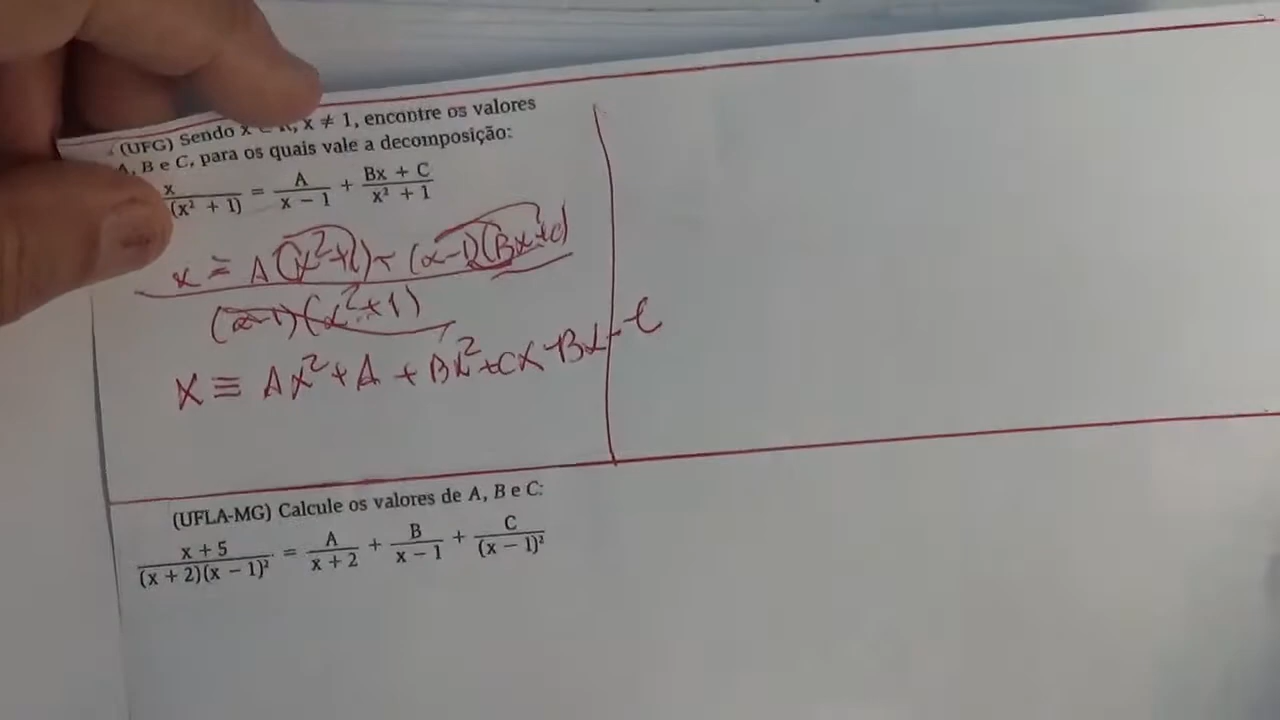 (UFG) Sendo x ∈ R, x ≠ 1, encontre os valores
A, B e C, para os quais vale a decomposição:
x/(x² + 1) = A/(x − 1) + (Bx + C)/(x² + 1)
x = A(x²+1) + (x-1)(Bx+c)
(x-1)(x²+1)
X ≡ Ax² + A + Bx² + Cx - Bx - C
(UFLA-MG) Calcule os valores de A, B e C:
(x + 5)/((x + 2)(x − 1)²) = A/(x + 2) + B/(x − 1) + C/(x − 1)²